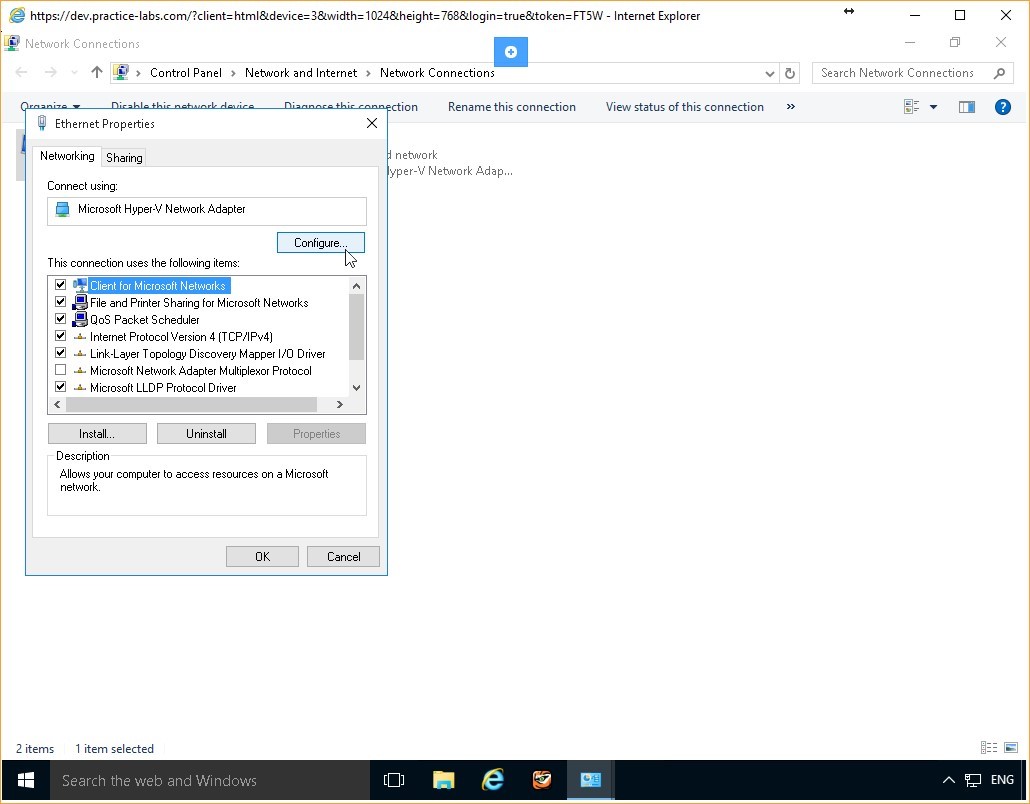 https://dev.practice-labs.com/?client=html&device=3&width=1024&height=768&login=true&token=FT5W - Internet Explorer
Network Connections
Control Panel > Network and Internet > Network Connections
Search Network Connections
Organize Disable this network device Diagnose this connection Rename this connection View status of this connection »
Ethernet Properties
Networking Sharing
d network
Hyper-V Network Adap...
Connect using:
Microsoft Hyper-V Network Adapter
Configure...
This connection uses the following items:
Client for Microsoft Networks
File and Printer Sharing for Microsoft Networks
QoS Packet Scheduler
Internet Protocol Version 4 (TCP/IPv4)
Link-Layer Topology Discovery Mapper I/O Driver
Microsoft Network Adapter Multiplexor Protocol
Microsoft LLDP Protocol Driver
Install... Uninstall Properties
Description
Allows your computer to access resources on a Microsoft
network.
OK Cancel
2 items 1 item selected
Search the web and Windows
ENG